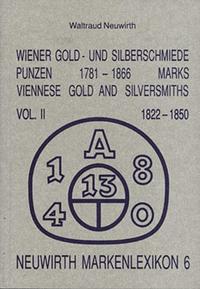 Waltraud Neuwirth
WIENER GOLD- UND SILBERSCHMIEDE
PUNZEN 1781–1866 MARKS
VIENNESE GOLD AND SILVERSMITHS
VOL. II 1822–1850
A
1 8
13
4 0
NEUWIRTH MARKENLEXIKON 6